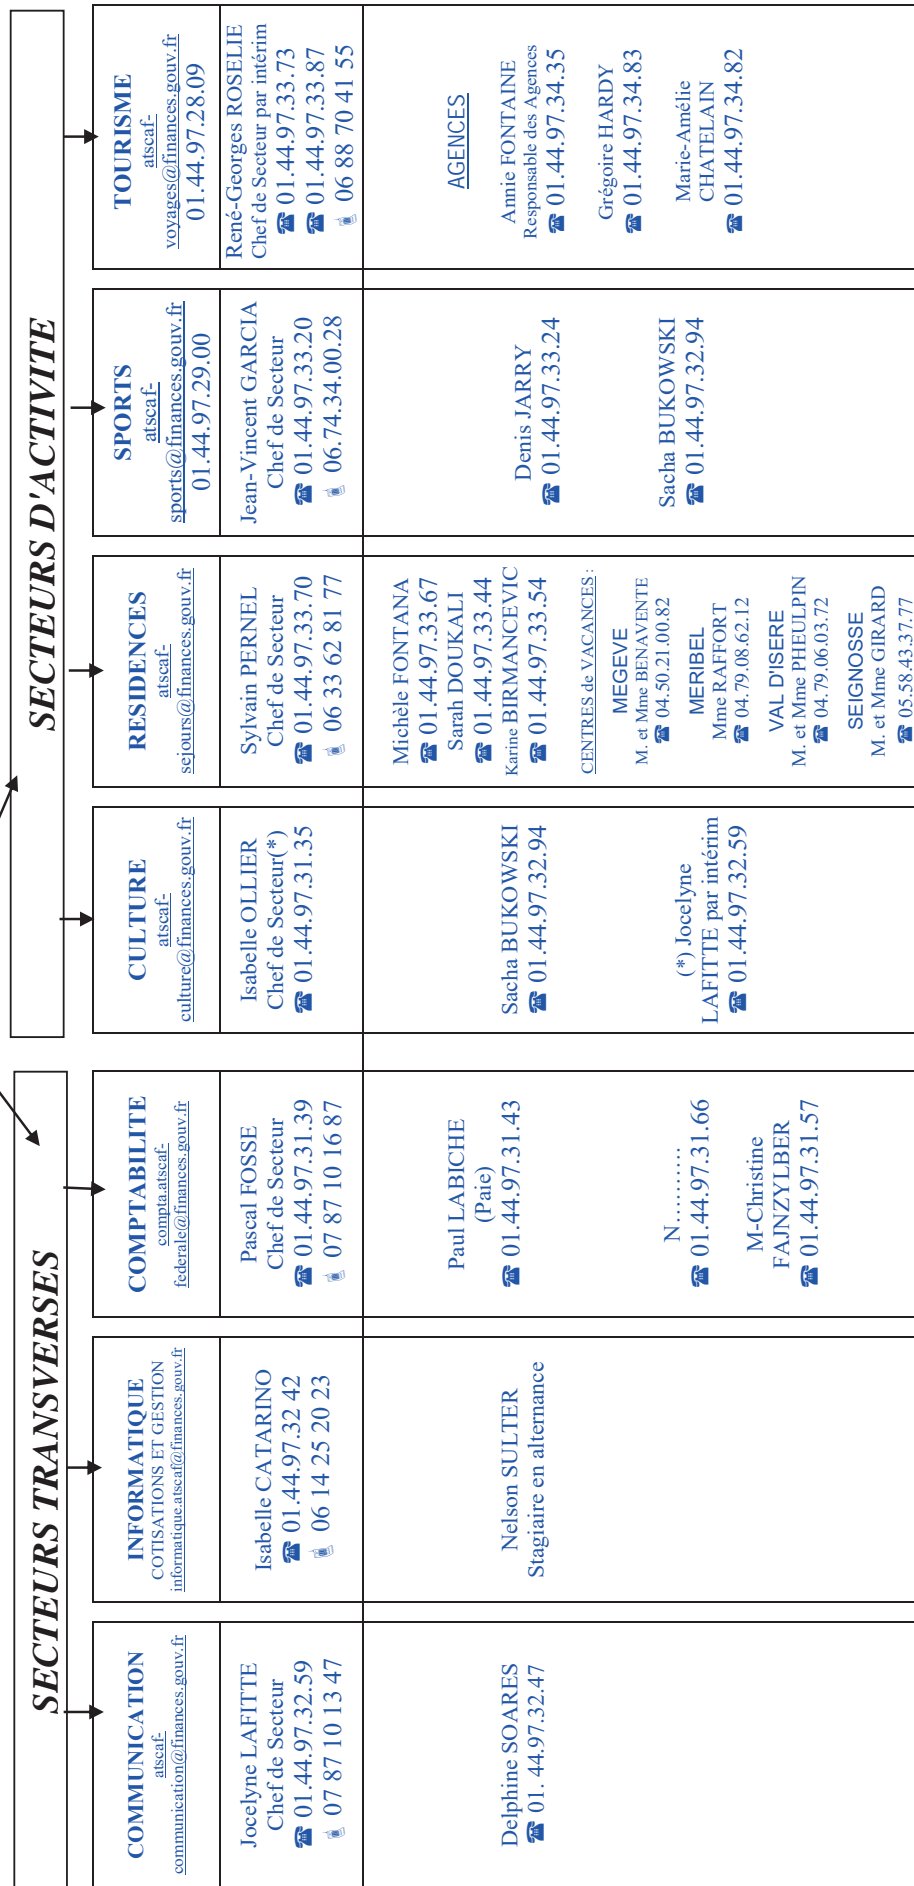 SECTEURS TRANSVERSES
SECTEURS D'ACTIVITE
COMMUNICATION
atscaf-
communication@finances.gouv.fr
Jocelyne LAFITTE
Chef de Secteur
☎ 01.44.97.32.59
07 87 10 13 47
Delphine SOARES
☎ 01. 44.97.32.47
INFORMATIQUE
COTISATIONS ET GESTION
informatique.atscaf@finances.gouv.fr
Isabelle CATARINO
☎ 01.44.97.32 42
06 14 25 20 23
Nelson SULTER
Stagiaire en alternance
COMPTABILITE
compta.atscaf-
federale@finances.gouv.fr
Pascal FOSSE
Chef de Secteur
☎ 01.44.97.31.39
07 87 10 16 87
Paul LABICHE
(Paie)
☎ 01.44.97.31.43
N..........
☎ 01.44.97.31.66
M-Christine
FAJNZYLBER
☎ 01.44.97.31.57
CULTURE
atscaf-
culture@finances.gouv.fr
Isabelle OLLIER
Chef de Secteur(*)
☎ 01.44.97.31.35
Sacha BUKOWSKI
☎ 01.44.97.32.94
(*) Jocelyne
LAFITTE par intérim
☎ 01.44.97.32.59
RESIDENCES
atscaf-
sejours@finances.gouv.fr
Sylvain PERNEL
Chef de Secteur
☎ 01.44.97.33.70
06 33 62 81 77
Michèle FONTANA
☎ 01.44.97.33.67
Sarah DOUKALI
☎ 01.44.97.33.44
Karine BIRMANCEVIC
☎ 01.44.97.33.54
CENTRES de VACANCES :
MEGEVE
M. et Mme BENAVENTE
☎ 04.50.21.00.82
MERIBEL
Mme RAFFORT
☎ 04.79.08.62.12
VAL D'ISERE
M. et Mme PHEULPIN
☎ 04.79.06.03.72
SEIGNOSSE
M. et Mme GIRARD
☎ 05.58.43.37.77
SPORTS
atscaf-
sports@finances.gouv.fr
01.44.97.29.00
Jean-Vincent GARCIA
Chef de Secteur
☎ 01.44.97.33.20
06.74.34.00.28
Denis JARRY
☎ 01.44.97.33.24
Sacha BUKOWSKI
☎ 01.44.97.32.94
TOURISME
atscaf-
voyages@finances.gouv.fr
01.44.97.28.09
René-Georges ROSELIE
Chef de Secteur par intérim
☎ 01.44.97.33.73
☎ 01.44.97.33.87
06 88 70 41 55
AGENCES
Annie FONTAINE
Responsable des Agences
☎ 01.44.97.34.35
Grégoire HARDY
☎ 01.44.97.34.83
Marie-Amélie
CHATELAIN
☎ 01.44.97.34.82